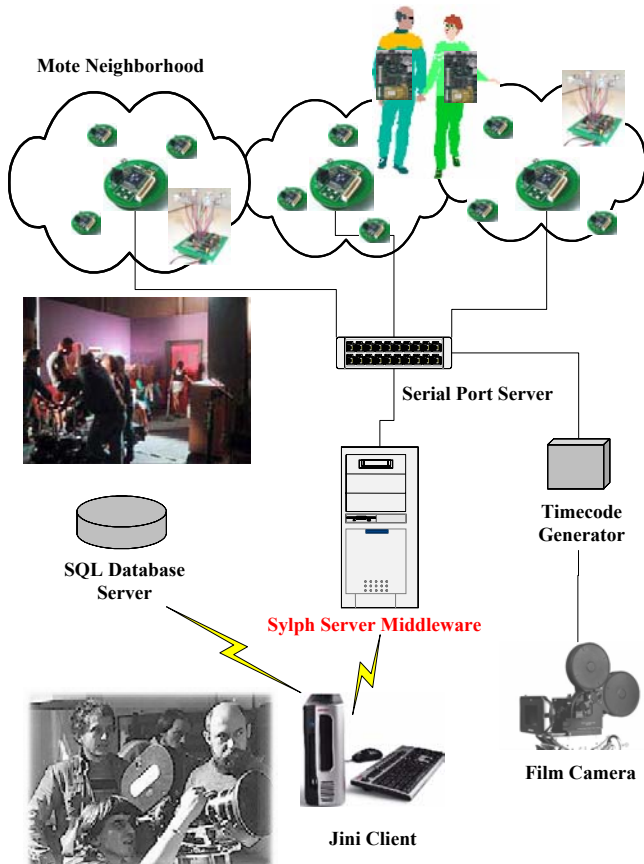 Mote Neighborhood
Serial Port Server
Timecode
Generator
SQL Database
Server
Sylph Server Middleware
Film Camera
Jini Client